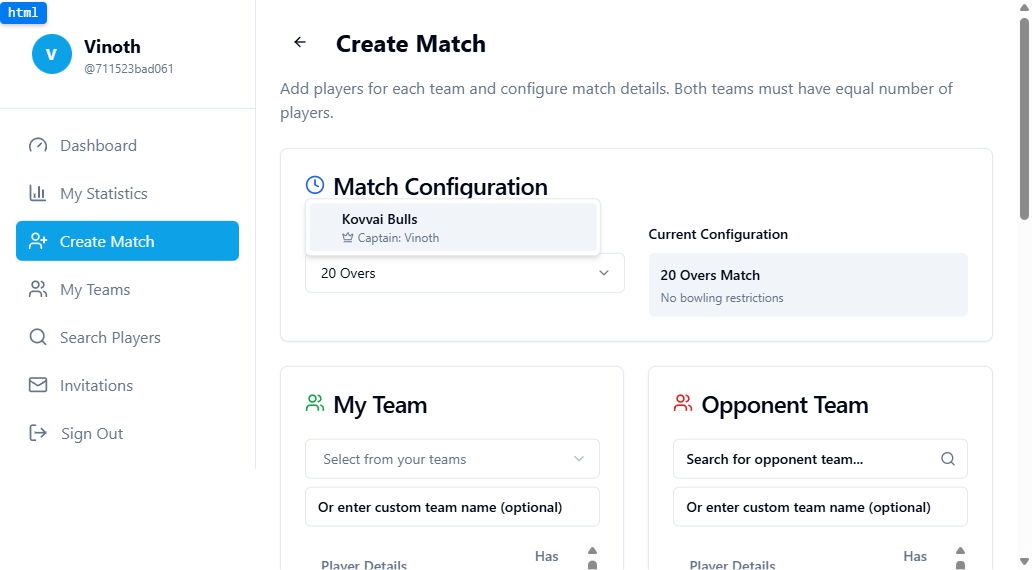 html
V
Vinoth
@711523bad061
Dashboard
My Statistics
Create Match
My Teams
Search Players
Invitations
Sign Out
Create Match
Add players for each team and configure match details. Both teams must have equal number of
players.
Match Configuration
Kovvai Bulls
Captain: Vinoth
20 Overs
Current Configuration
20 Overs Match
No bowling restrictions
My Team
Select from your teams
Or enter custom team name (optional)
Player Details
Has
Opponent Team
Search for opponent team...
Or enter custom team name (optional)
Player Details
Has